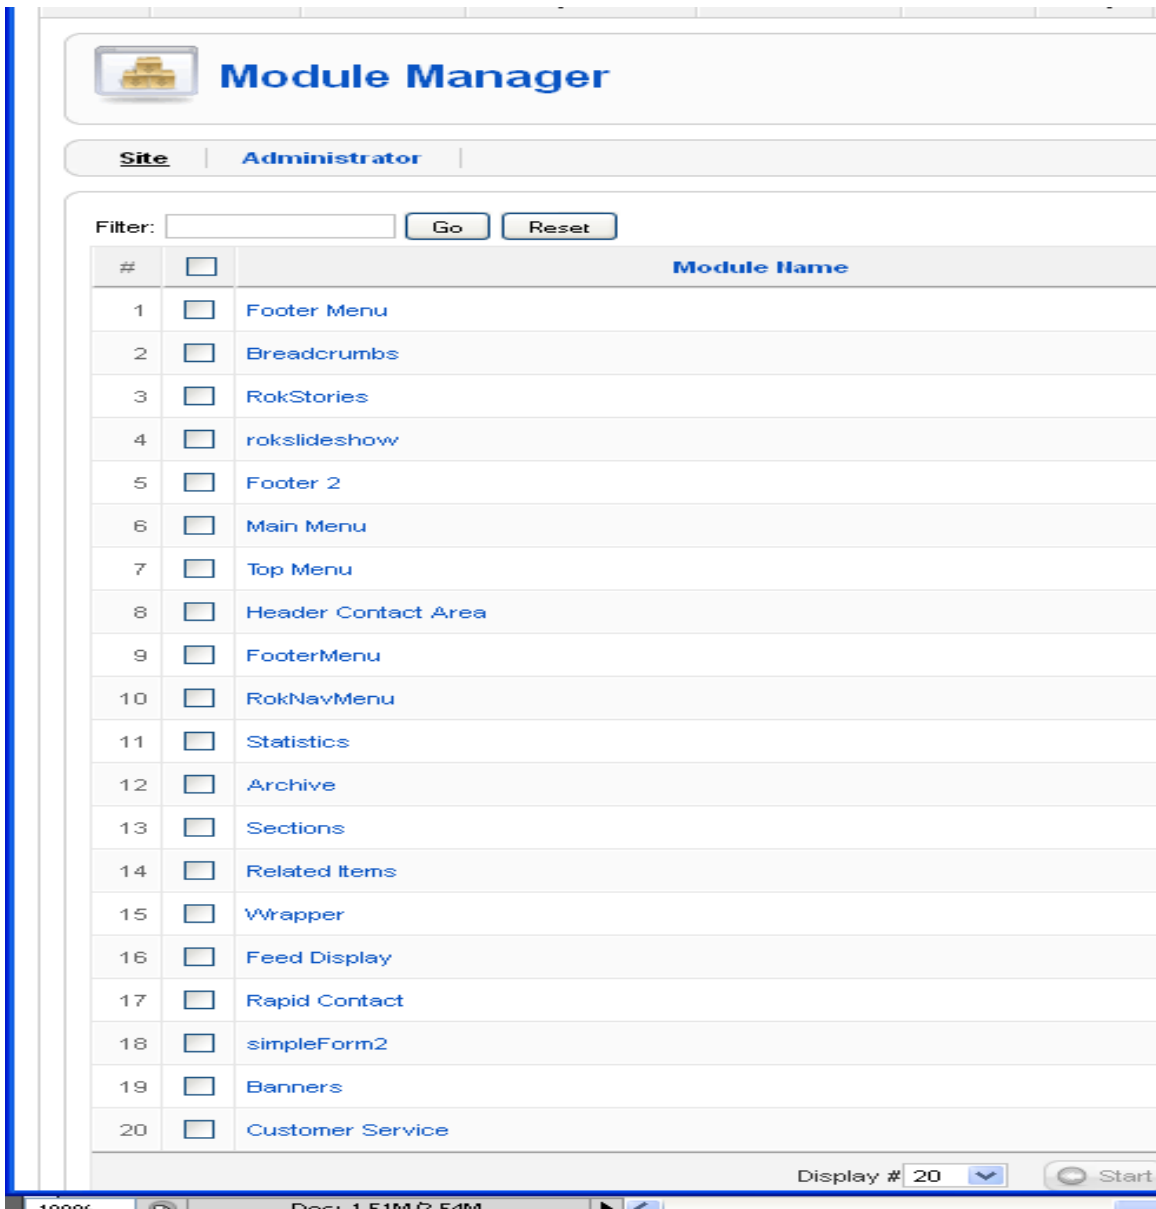 Module Manager
Site Administrator
Filter: Go Reset
# Module Name
1 Footer Menu
2 Breadcrumbs
3 RokStories
4 rokslideshow
5 Footer 2
6 Main Menu
7 Top Menu
8 Header Contact Area
9 FooterMenu
10 RokNavMenu
11 Statistics
12 Archive
13 Sections
14 Related Items
15 Wrapper
16 Feed Display
17 Rapid Contact
18 simpleForm2
19 Banners
20 Customer Service
Display # 20 Start